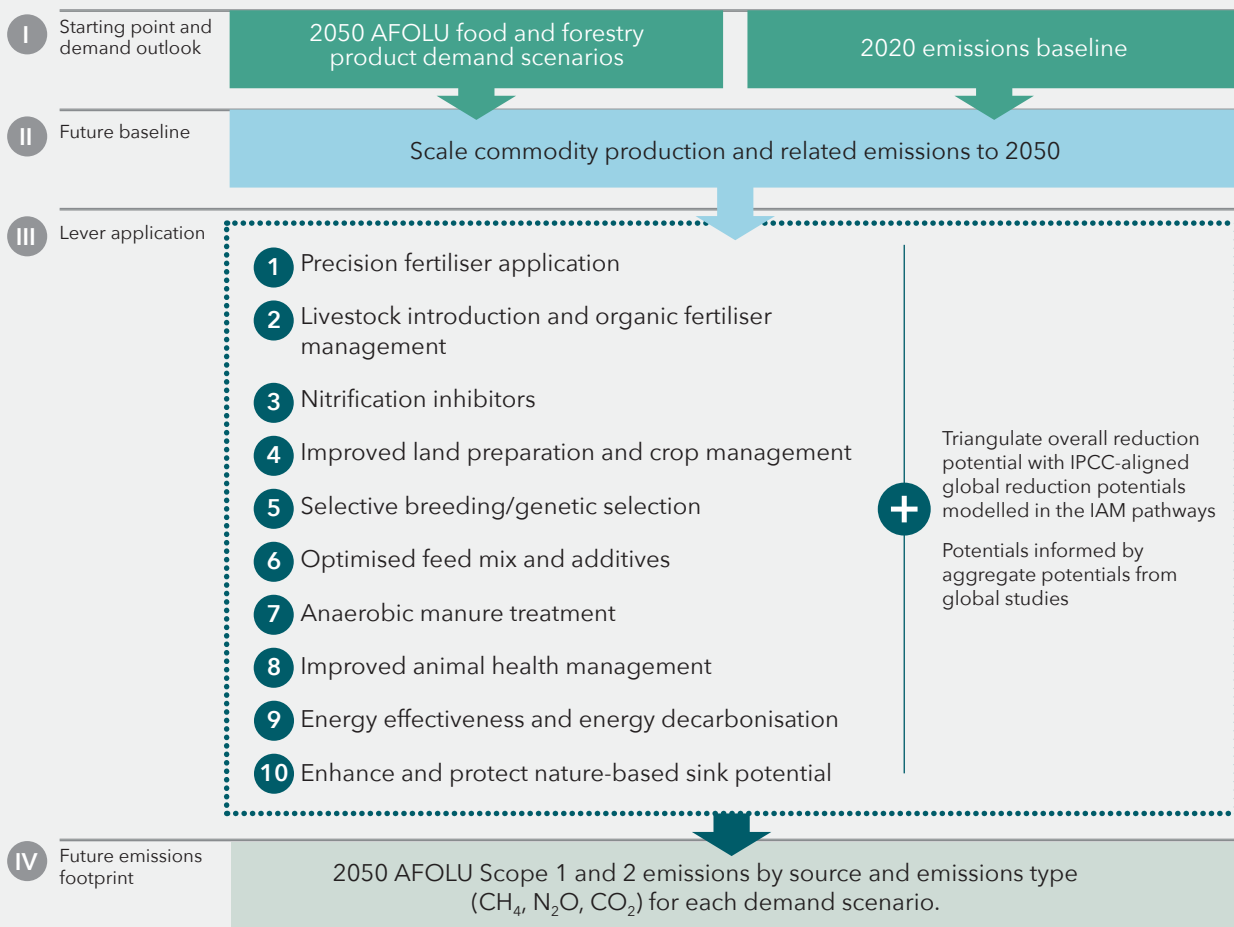 I
Starting point and
demand outlook
2050 AFOLU food and forestry
product demand scenarios
2020 emissions baseline
II
Future baseline
Scale commodity production and related emissions to 2050
III
Lever application
1 Precision fertiliser application
2 Livestock introduction and organic fertiliser
management
3 Nitrification inhibitors
4 Improved land preparation and crop management
5 Selective breeding/genetic selection
6 Optimised feed mix and additives
7 Anaerobic manure treatment
8 Improved animal health management
9 Energy effectiveness and energy decarbonisation
10 Enhance and protect nature-based sink potential
+
Triangulate overall reduction
potential with IPCC-aligned
global reduction potentials
modelled in the IAM pathways
Potentials informed by
aggregate potentials from
global studies
IV
Future emissions
footprint
2050 AFOLU Scope 1 and 2 emissions by source and emissions type
(CH₄, N₂O, CO₂) for each demand scenario.